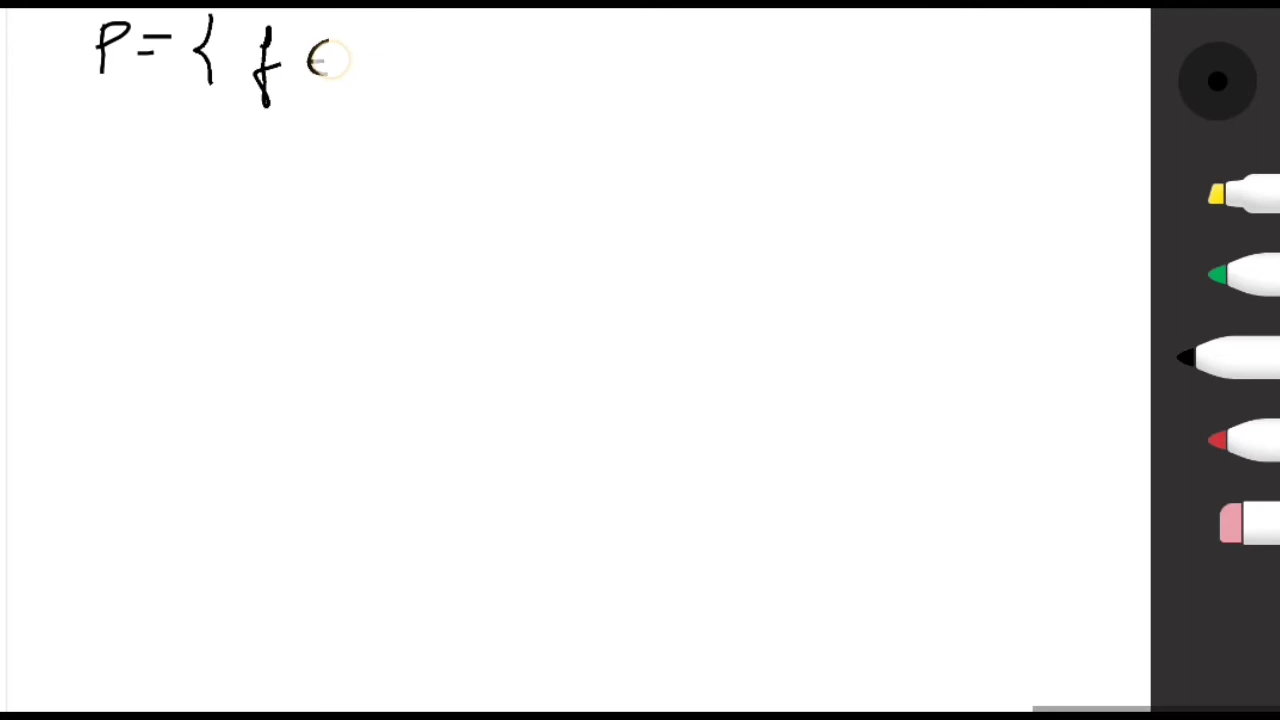 P = { f ∈